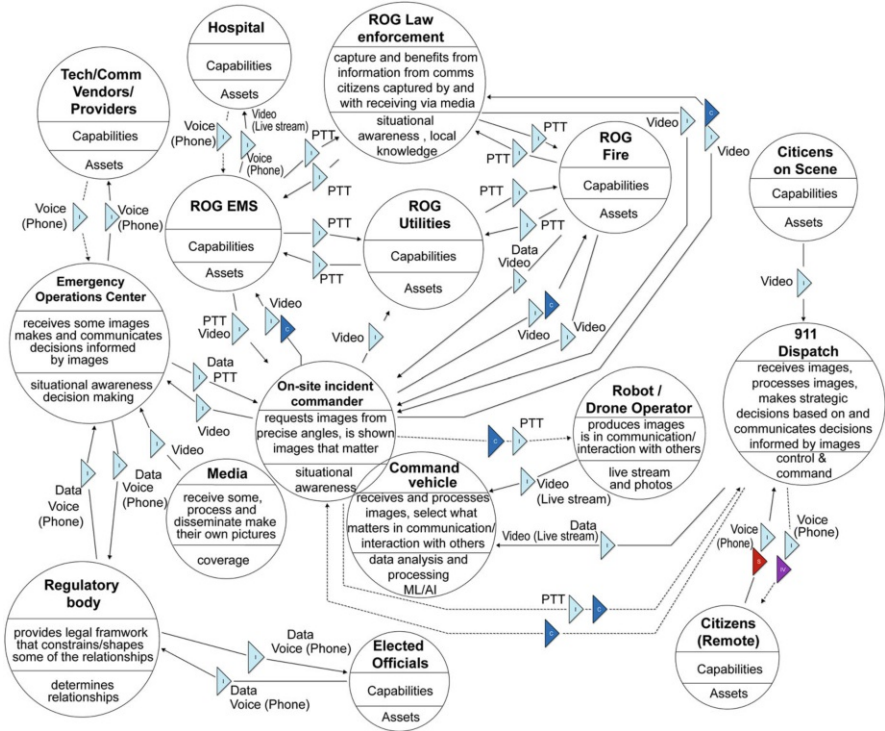 Hospital
Capabilities
Assets
ROG Law
enforcement
capture and benefits from
information from comms
citizens captured by and
with receiving via media
situational
awareness , local
knowledge
Tech/Comm
Vendors/
Providers
Capabilities
Assets
Voice
(Phone)
Video
(Live stream)
Voice
(Phone)
PTT
PTT
PTT
PTT
Video
Video
C
I
ROG
Fire
Capabilities
Assets
Citicens
on Scene
Capabilities
Assets
Voice
(Phone)
Voice
(Phone)
ROG EMS
Capabilities
Assets
PTT
PTT
ROG
Utilities
Capabilities
Assets
PTT
PTT
Data
Video
Video
Emergency
Operations Center
receives some images
makes and communicates
decisions informed
by images
situational awareness
decision making
PTT
Video
Video
C
Video
Video
C
Video
911
Dispatch
receives images,
processes images,
makes strategic
decisions based on and
communicates decisions
informed by images
control &
command
Data
PTT
Video
On-site incident
commander
requests images from
precise angles, is shown
images that matter
situational
awareness
C
I
PTT
Robot /
Drone Operator
produces images
is in communication/
interaction with others
live stream
and photos
Video
Data
Voice (Phone)
Data
Voice (Phone)
Media
receive some,
process and
disseminate make
their own pictures
coverage
Command
vehicle
receives and processes
images, select what
matters in communication/
interaction with others
data analysis and
processing
ML/AI
Video
(Live stream)
Data
Video (Live stream)
Voice
(Phone)
Voice
(Phone)
IV
PTT
C
C
Regulatory
body
provides legal framwork
that constrains/shapes
some of the relationships
determines
relationships
Data
Voice (Phone)
Data
Voice (Phone)
Elected
Officials
Capabilities
Assets
Citizens
(Remote)
Capabilities
Assets